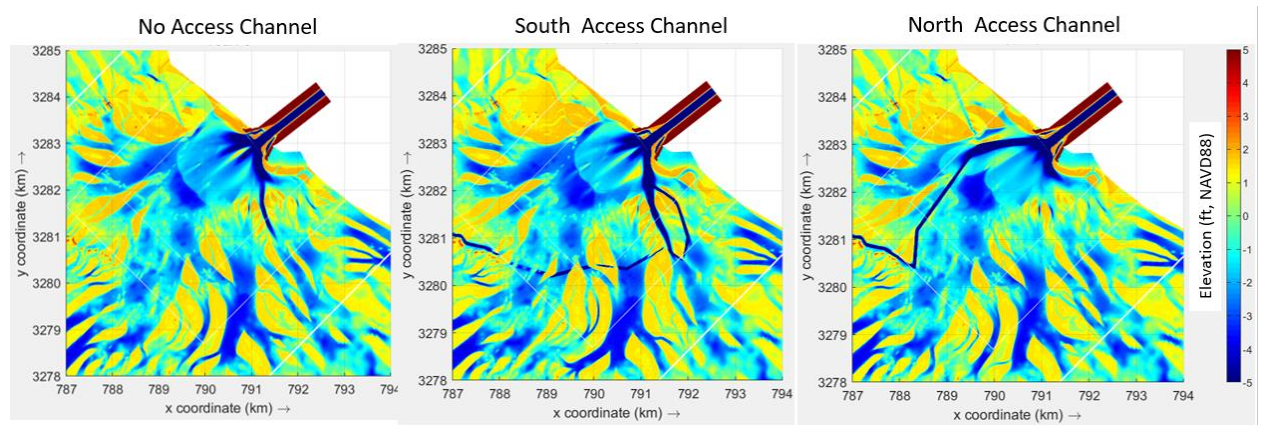 No Access Channel
South Access Channel
North Access Channel
3285
3284
3283
3282
3281
3280
3279
3278
787 788 789 790 791 792 793 794
y coordinate (km) →
x coordinate (km) →
3285
3284
3283
3282
3281
3280
3279
3278
787 788 789 790 791 792 793 794
y coordinate (km) →
x coordinate (km) →
3285
3284
3283
3282
3281
3280
3279
3278
787 788 789 790 791 792 793 794
y coordinate (km) →
x coordinate (km) →
Elevation (ft, NAVD88)
5
4
3
2
1
0
-1
-2
-3
-4
-5